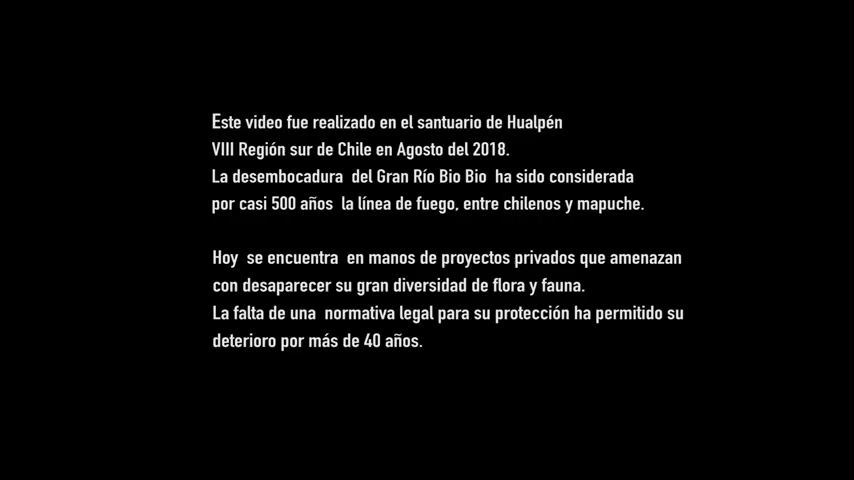 Este video fue realizado en el santuario de Hualpén
VIII Región sur de Chile en Agosto del 2018.
La desembocadura  del Gran Río Bio Bio  ha sido considerada
por casi 500 años  la línea de fuego, entre chilenos y mapuche.
Hoy  se encuentra  en manos de proyectos privados que amenazan
con desaparecer su gran diversidad de flora y fauna.
La falta de una  normativa legal para su protección ha permitido su
deterioro por más de 40 años.